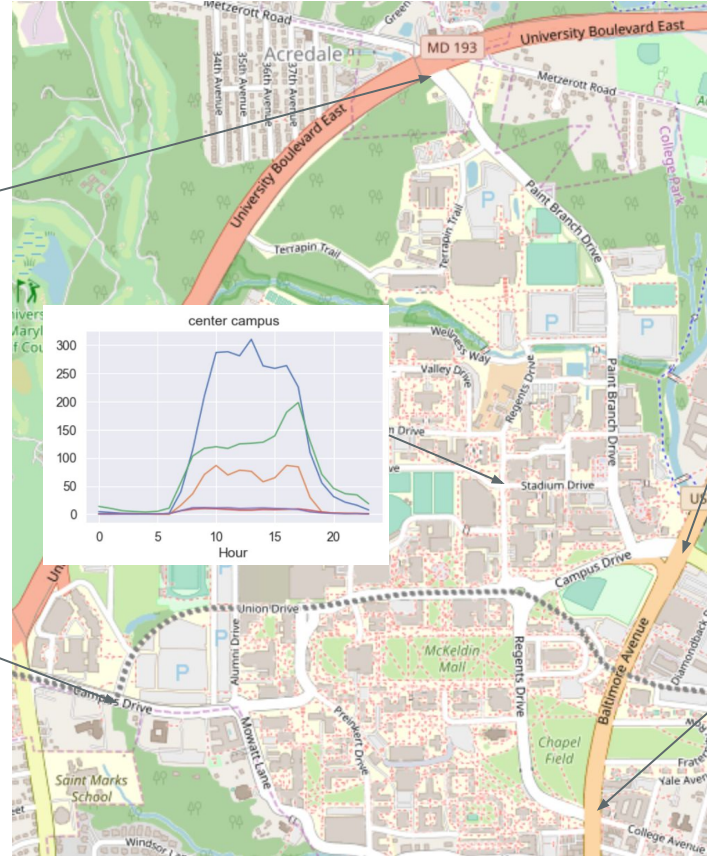 Metzerott Road
Green
University Boulevard East
MD 193
Acredale
34th Avenue
35th Avenue
36th Avenue
37th Avenue
Metzerott Road
College Park
University Boulevard East
Paint Branch Drive
P
Terrapin Trail
Terrapin Trail
P
P
center campus
300
250
200
150
100
50
0
0
5
10
15
20
Hour
Wellness Way
Valley Drive
Regents Drive
Paint Branch Drive
Stadium Drive
US
Campus Drive
Union Drive
Alumni Drive
P
P
McKeldin
Mall
Regents Drive
Baltimore Avenue
Campus Drive
Mowatt Lane
Preinkert Drive
Chapel
Field
Saint Marks
School
Yale Aven
College Avenue